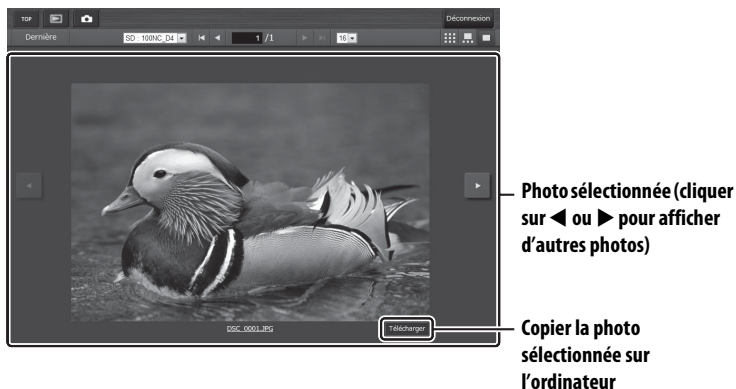 TOP
Déconnexion
Dernière
SD : 100NC_D4
1 /1
16
Photo sélectionnée (cliquer
sur ◀ ou ▶ pour afficher
d'autres photos)
DSC_0001.JPG
Télécharger
Copier la photo
sélectionnée sur
l'ordinateur